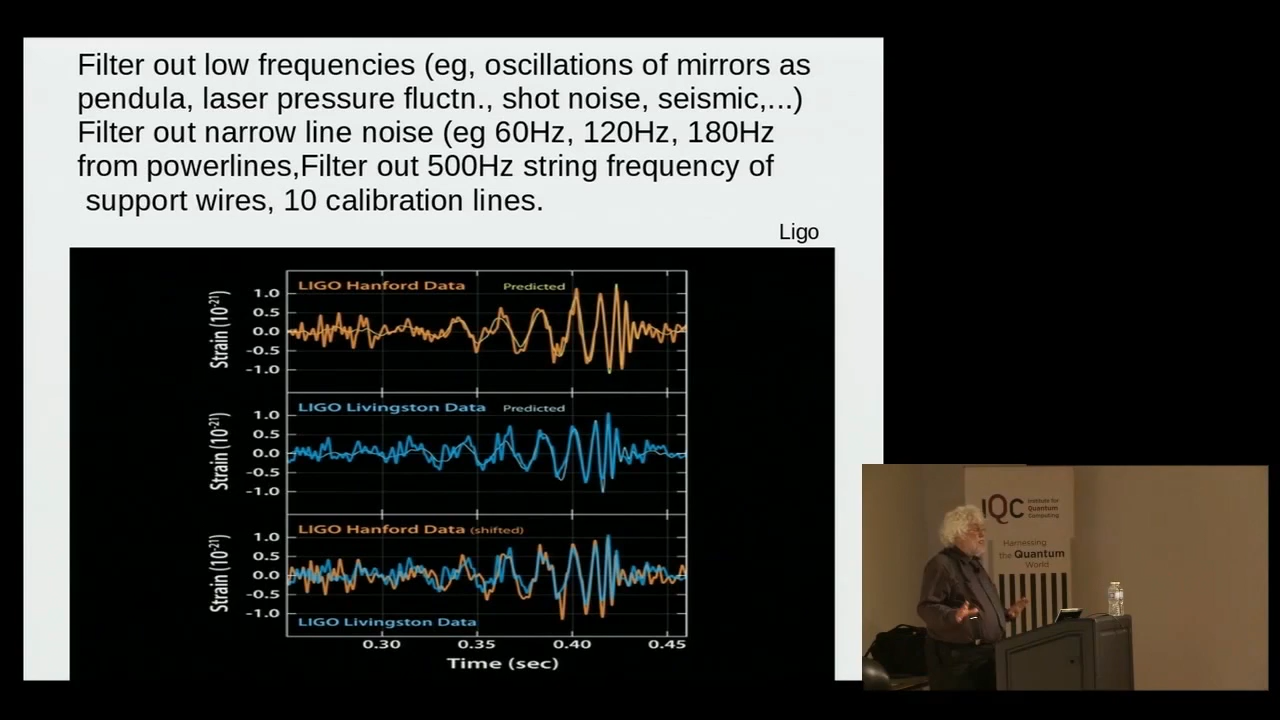 Filter out low frequencies (eg, oscillations of mirrors as
pendula, laser pressure fluctn., shot noise, seismic,...)
Filter out narrow line noise (eg 60Hz, 120Hz, 180Hz
from powerlines,Filter out 500Hz string frequency of
support wires, 10 calibration lines.
Ligo
LIGO Hanford Data
Predicted
Strain (10-21)
1.0
0.5
0.0
-0.5
-1.0
LIGO Livingston Data
Predicted
Strain (10-21)
1.0
0.5
0.0
-0.5
-1.0
LIGO Hanford Data (shifted)
Strain (10-21)
1.0
0.5
0.0
-0.5
-1.0
LIGO Livingston Data
0.30 0.35 0.40 0.45
Time (sec)
IQC
Institute for
Quantum
Computing
Harnessing
the Quantum
World